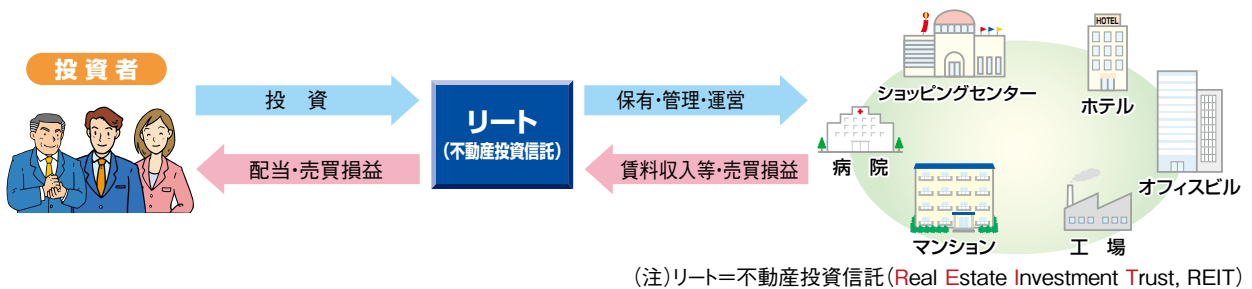 投資者
投　資
配当・売買損益
リート
（不動産投資信託）
保有・管理・運営
賃料収入等・売買損益
ショッピングセンター
HOTEL
ホテル
病　院
オフィスビル
マンション
工　場
（注）リート＝不動産投資信託（Real Estate Investment Trust, REIT）